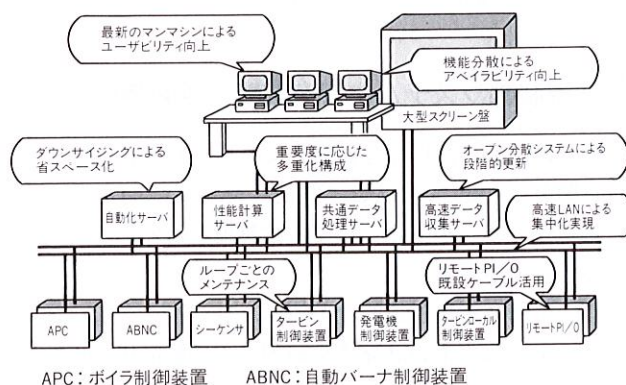 最新のマンマシンによる
ユーザビリティ向上
機能分散による
アベイラビリティ向上
大型スクリーン盤
ダウンサイジングによる
省スペース化
重要度に応じた
多重化構成
オープン分散システムによる
段階的更新
自動化サーバ
性能計算
サーバ
共通データ
処理サーバ
高速データ
収集サーバ
高速LANによる
集中化実現
ループごとの
メンテナンス
リモートPI/O
既設ケーブル活用
APC
ABNC
シーケンサ
タービン
制御装置
発電機
制御装置
タービンローカル
制御装置
リモートPI/O
APC:ボイラ制御装置 ABNC:自動バーナ制御装置